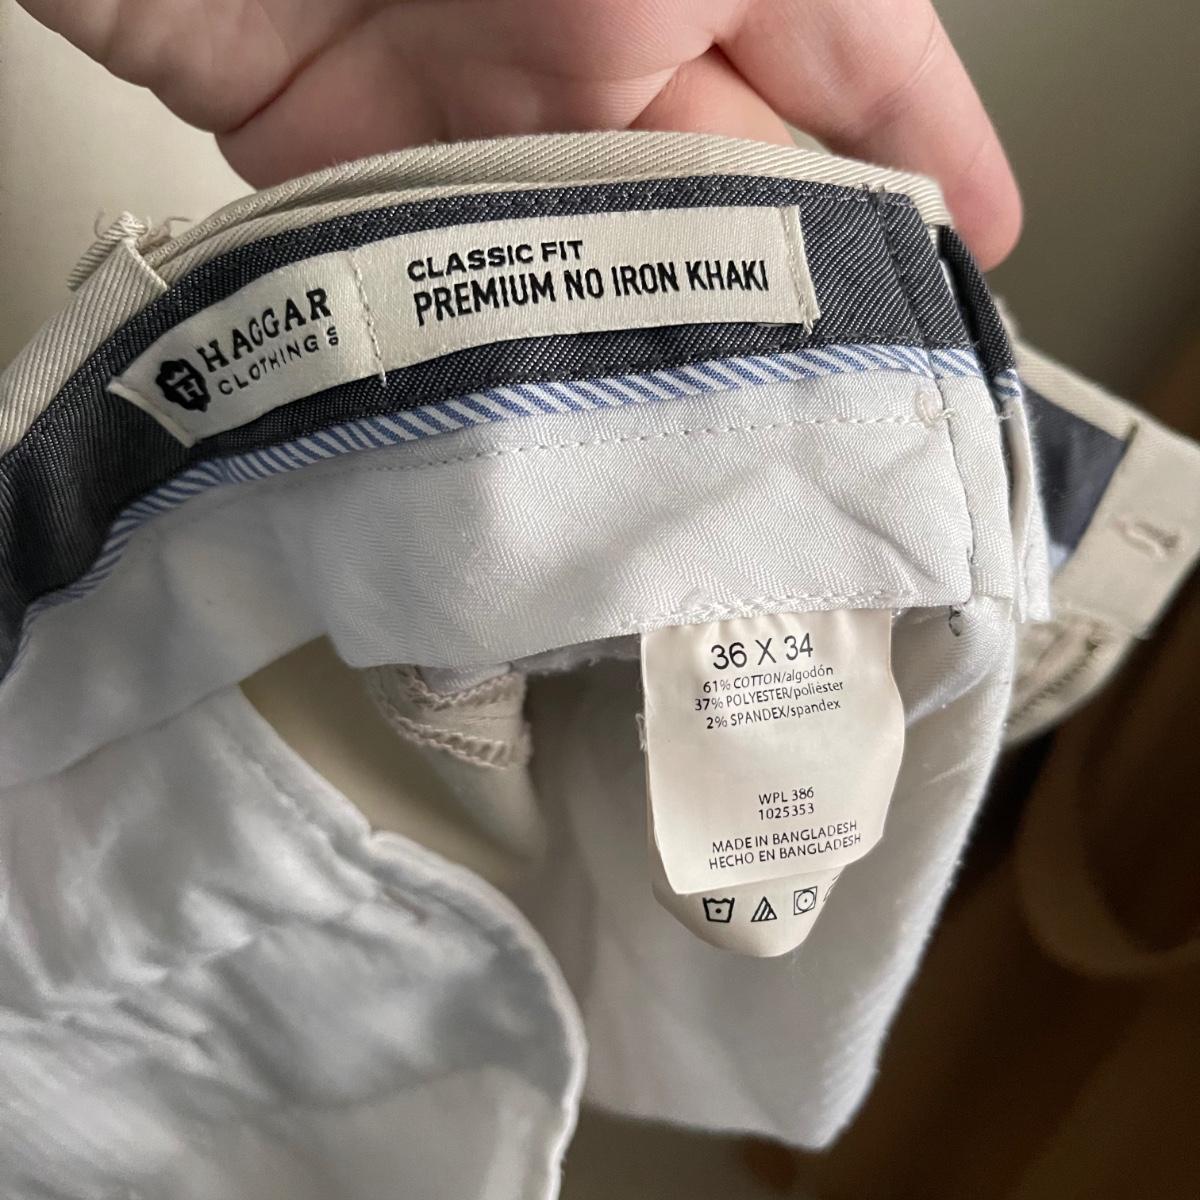 HAGGAR
CLOTHING CO
CLASSIC FIT
PREMIUM NO IRON KHAKI
36 X 34
61% COTTON/algodón
37% POLYESTER/poliéster
2% SPANDEX/spandex
WPL 386
1025353
MADE IN BANGLADESH
HECHO EN BANGLADESH